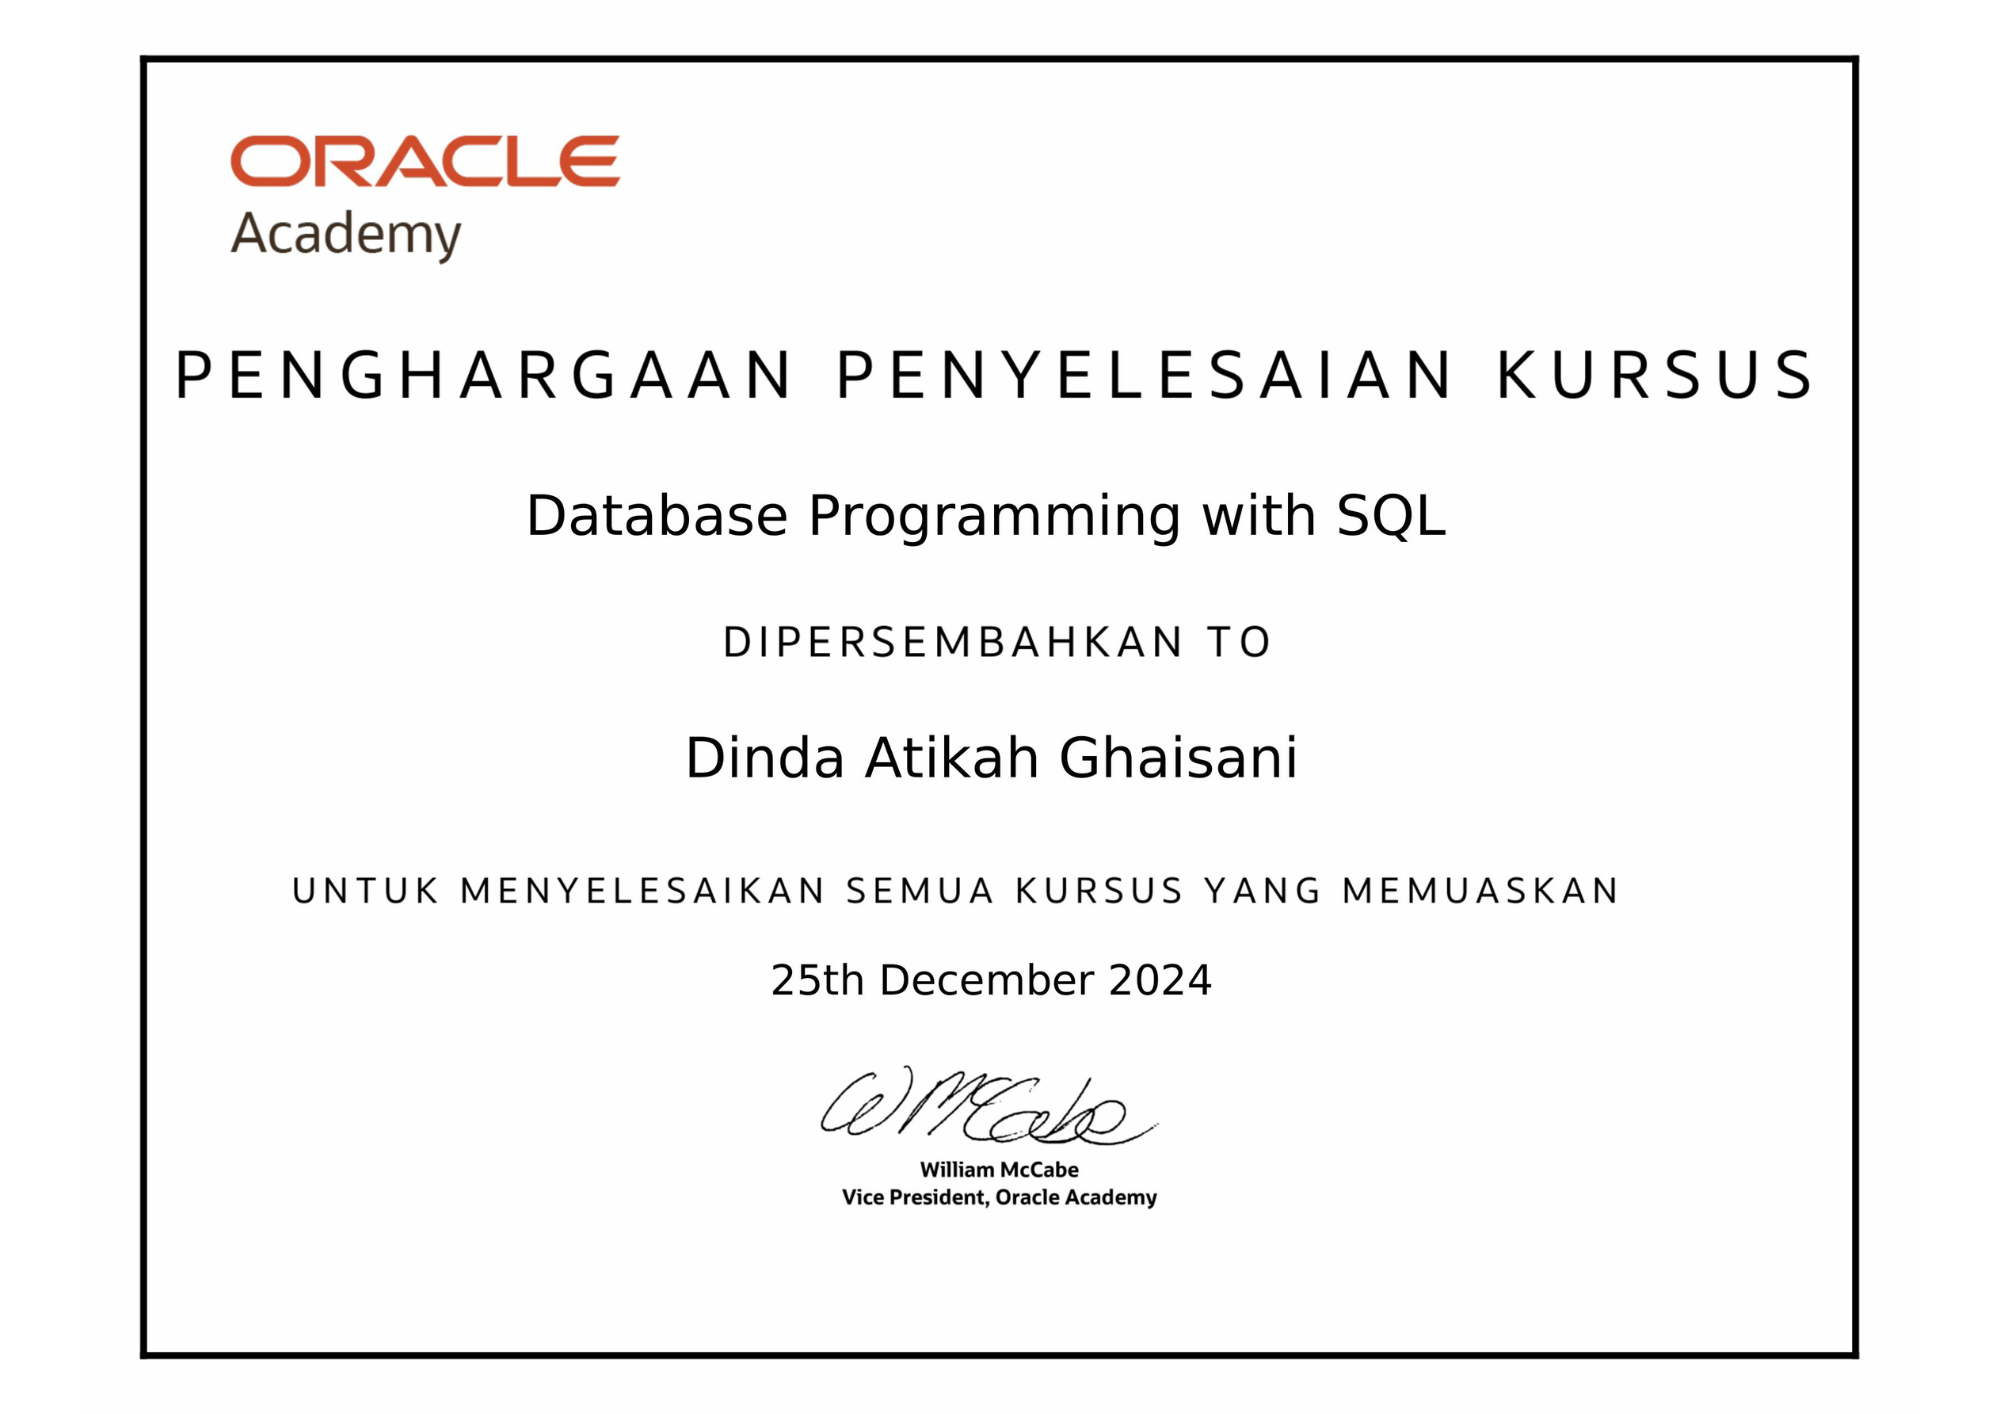 ORACLE
Academy
PENGHARGAAN PENYELESAIAN KURSUS
Database Programming with SQL
DIPERSEMBAHKAN TO
Dinda Atikah Ghaisani
UNTUK MENYELESAIKAN SEMUA KURSUS YANG MEMUASKAN
25th December 2024
W McCabe
William McCabe
Vice President, Oracle Academy